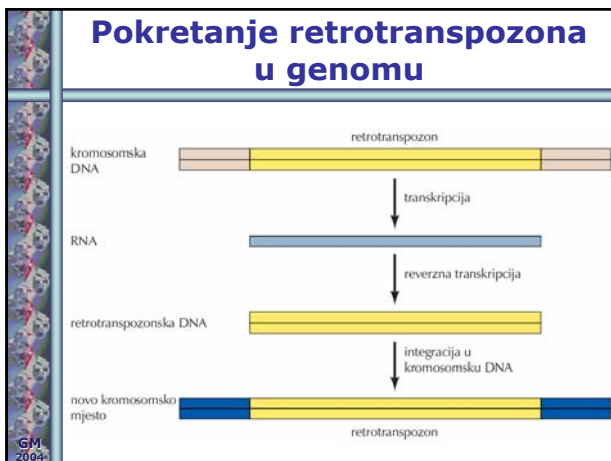 Pokretanje retrotranspozona
u genomu
retrotranspozon
kromosomska
DNA
transkripcija
RNA
reverzna transkripcija
retrotranspozonska DNA
integracija u
kromosomsku DNA
novo kromosomsko
mjesto
retrotranspozon
GM
2004